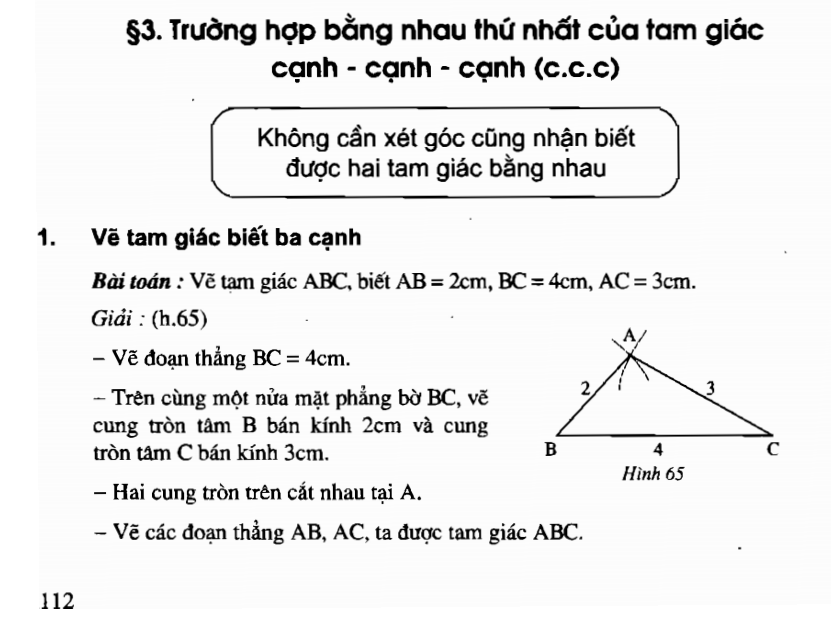 §3. Trường hợp bằng nhau thứ nhất của tam giác
cạnh - cạnh - cạnh (c.c.c)
Không cần xét góc cũng nhận biết
được hai tam giác bằng nhau
1. Vẽ tam giác biết ba cạnh
Bài toán : Vẽ tam giác ABC, biết AB = 2cm, BC = 4cm, AC = 3cm.
Giải : (h.65)
– Vẽ đoạn thẳng BC = 4cm.
– Trên cùng một nửa mặt phẳng bờ BC, vẽ
cung tròn tâm B bán kính 2cm và cung
tròn tâm C bán kính 3cm.
– Hai cung tròn trên cắt nhau tại A.
– Vẽ các đoạn thẳng AB, AC, ta được tam giác ABC.
A
2
3
B
4
C
Hình 65
112